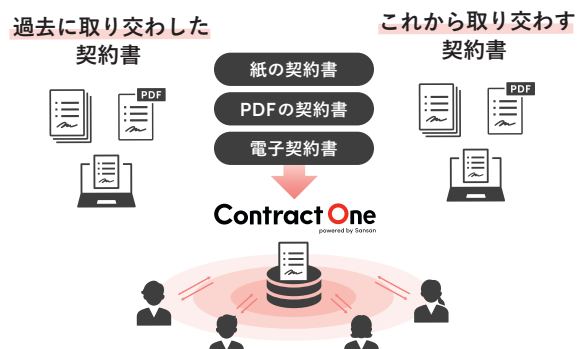 過去に取り交わした
契約書
PDF
これから取り交わす
契約書
PDF
紙の契約書
PDFの契約書
電子契約書
Contract One
powered by Sansan